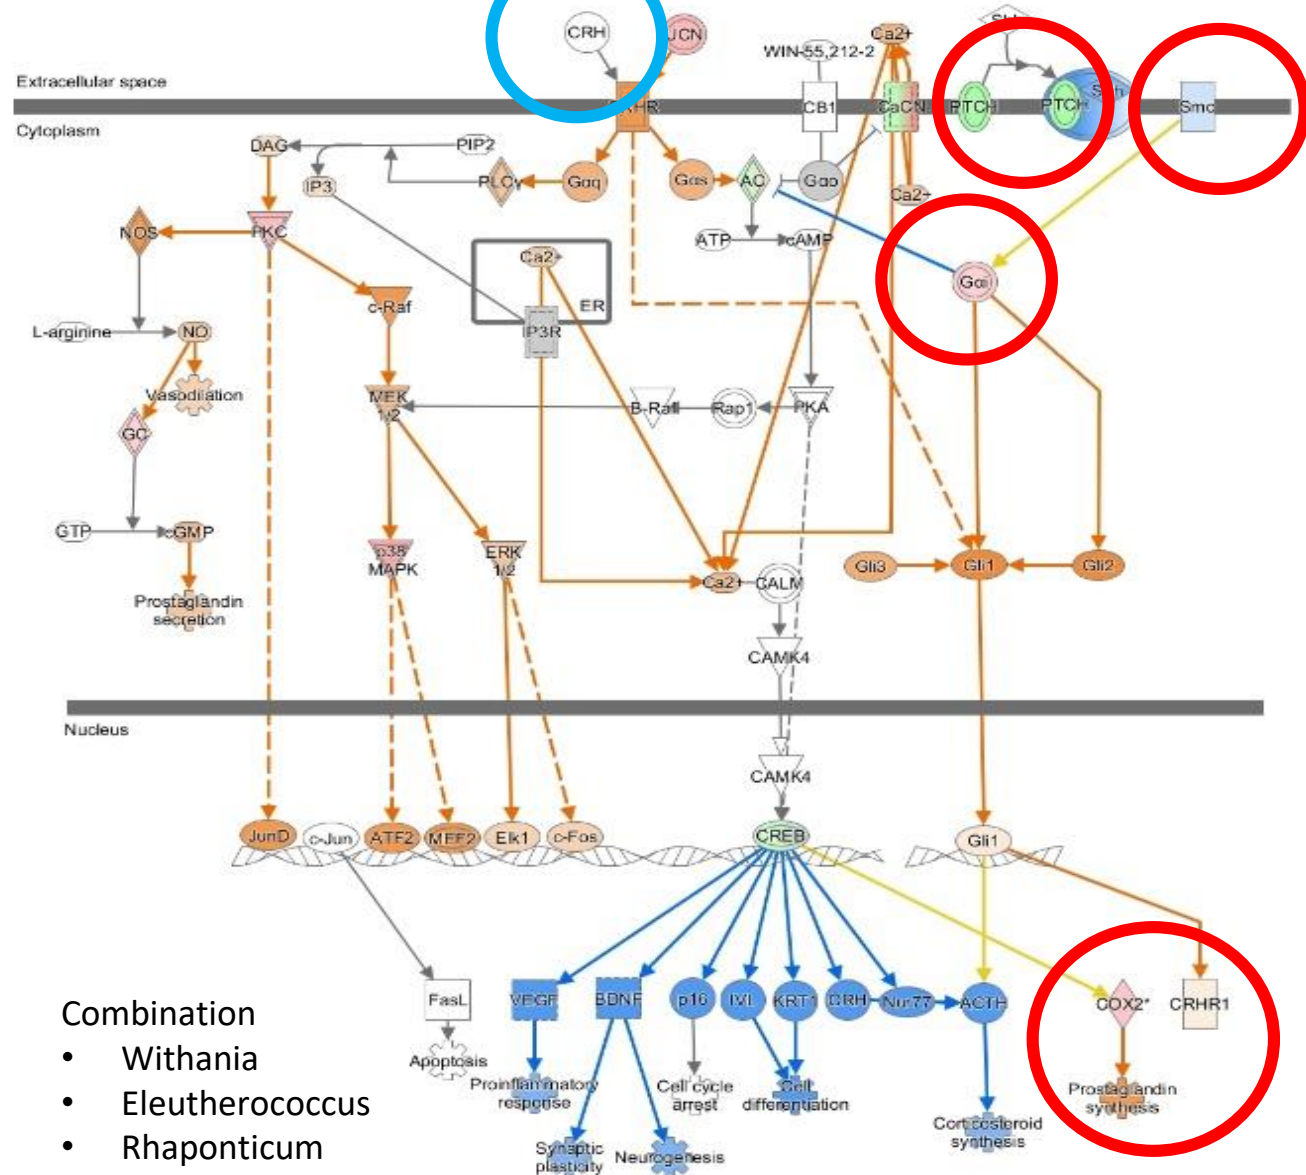 CRH
UCN
Ca2+
WIN-55,212-2
Extracellular space
CRHR
CB1
CaCN
PTCH
PTCH
Shh
Smo
Cytoplasm
DAG
PIP2
IP3
PLCγ
Gαq
Gαs
AC
Gαo
Ca2+
NOS
PKC
ATP
cAMP
Ca2+
Gαi
c-Raf
ER
L-arginine
NO
IP3R
Vasodilation
MEK
1/2
B-Raf
Rap1
PKA
GC
GTP
cGMP
p38
MAPK
ERK
1/2
Gli3
Gli1
Gli2
Ca2+
CALM
Prostaglandin
secretion
CAMK4
Nucleus
CAMK4
JunD
c-Jun
ATF2
MEF2
Elk1
c-Fos
CREB
Gli1
FasL
VEGF
BDNF
p16
IVL
KRT1
CRH
Nur77
ACTH
COX2*
CRHR1
Apoptosis
Proinflammatory
response
Cell cycle
arrest
Cell
differentiation
Prostaglandin
synthesis
Corticosteroid
synthesis
Synaptic
plasticity
Neurogenesis
Combination
• Withania
• Eleutherococcus
• Rhaponticum